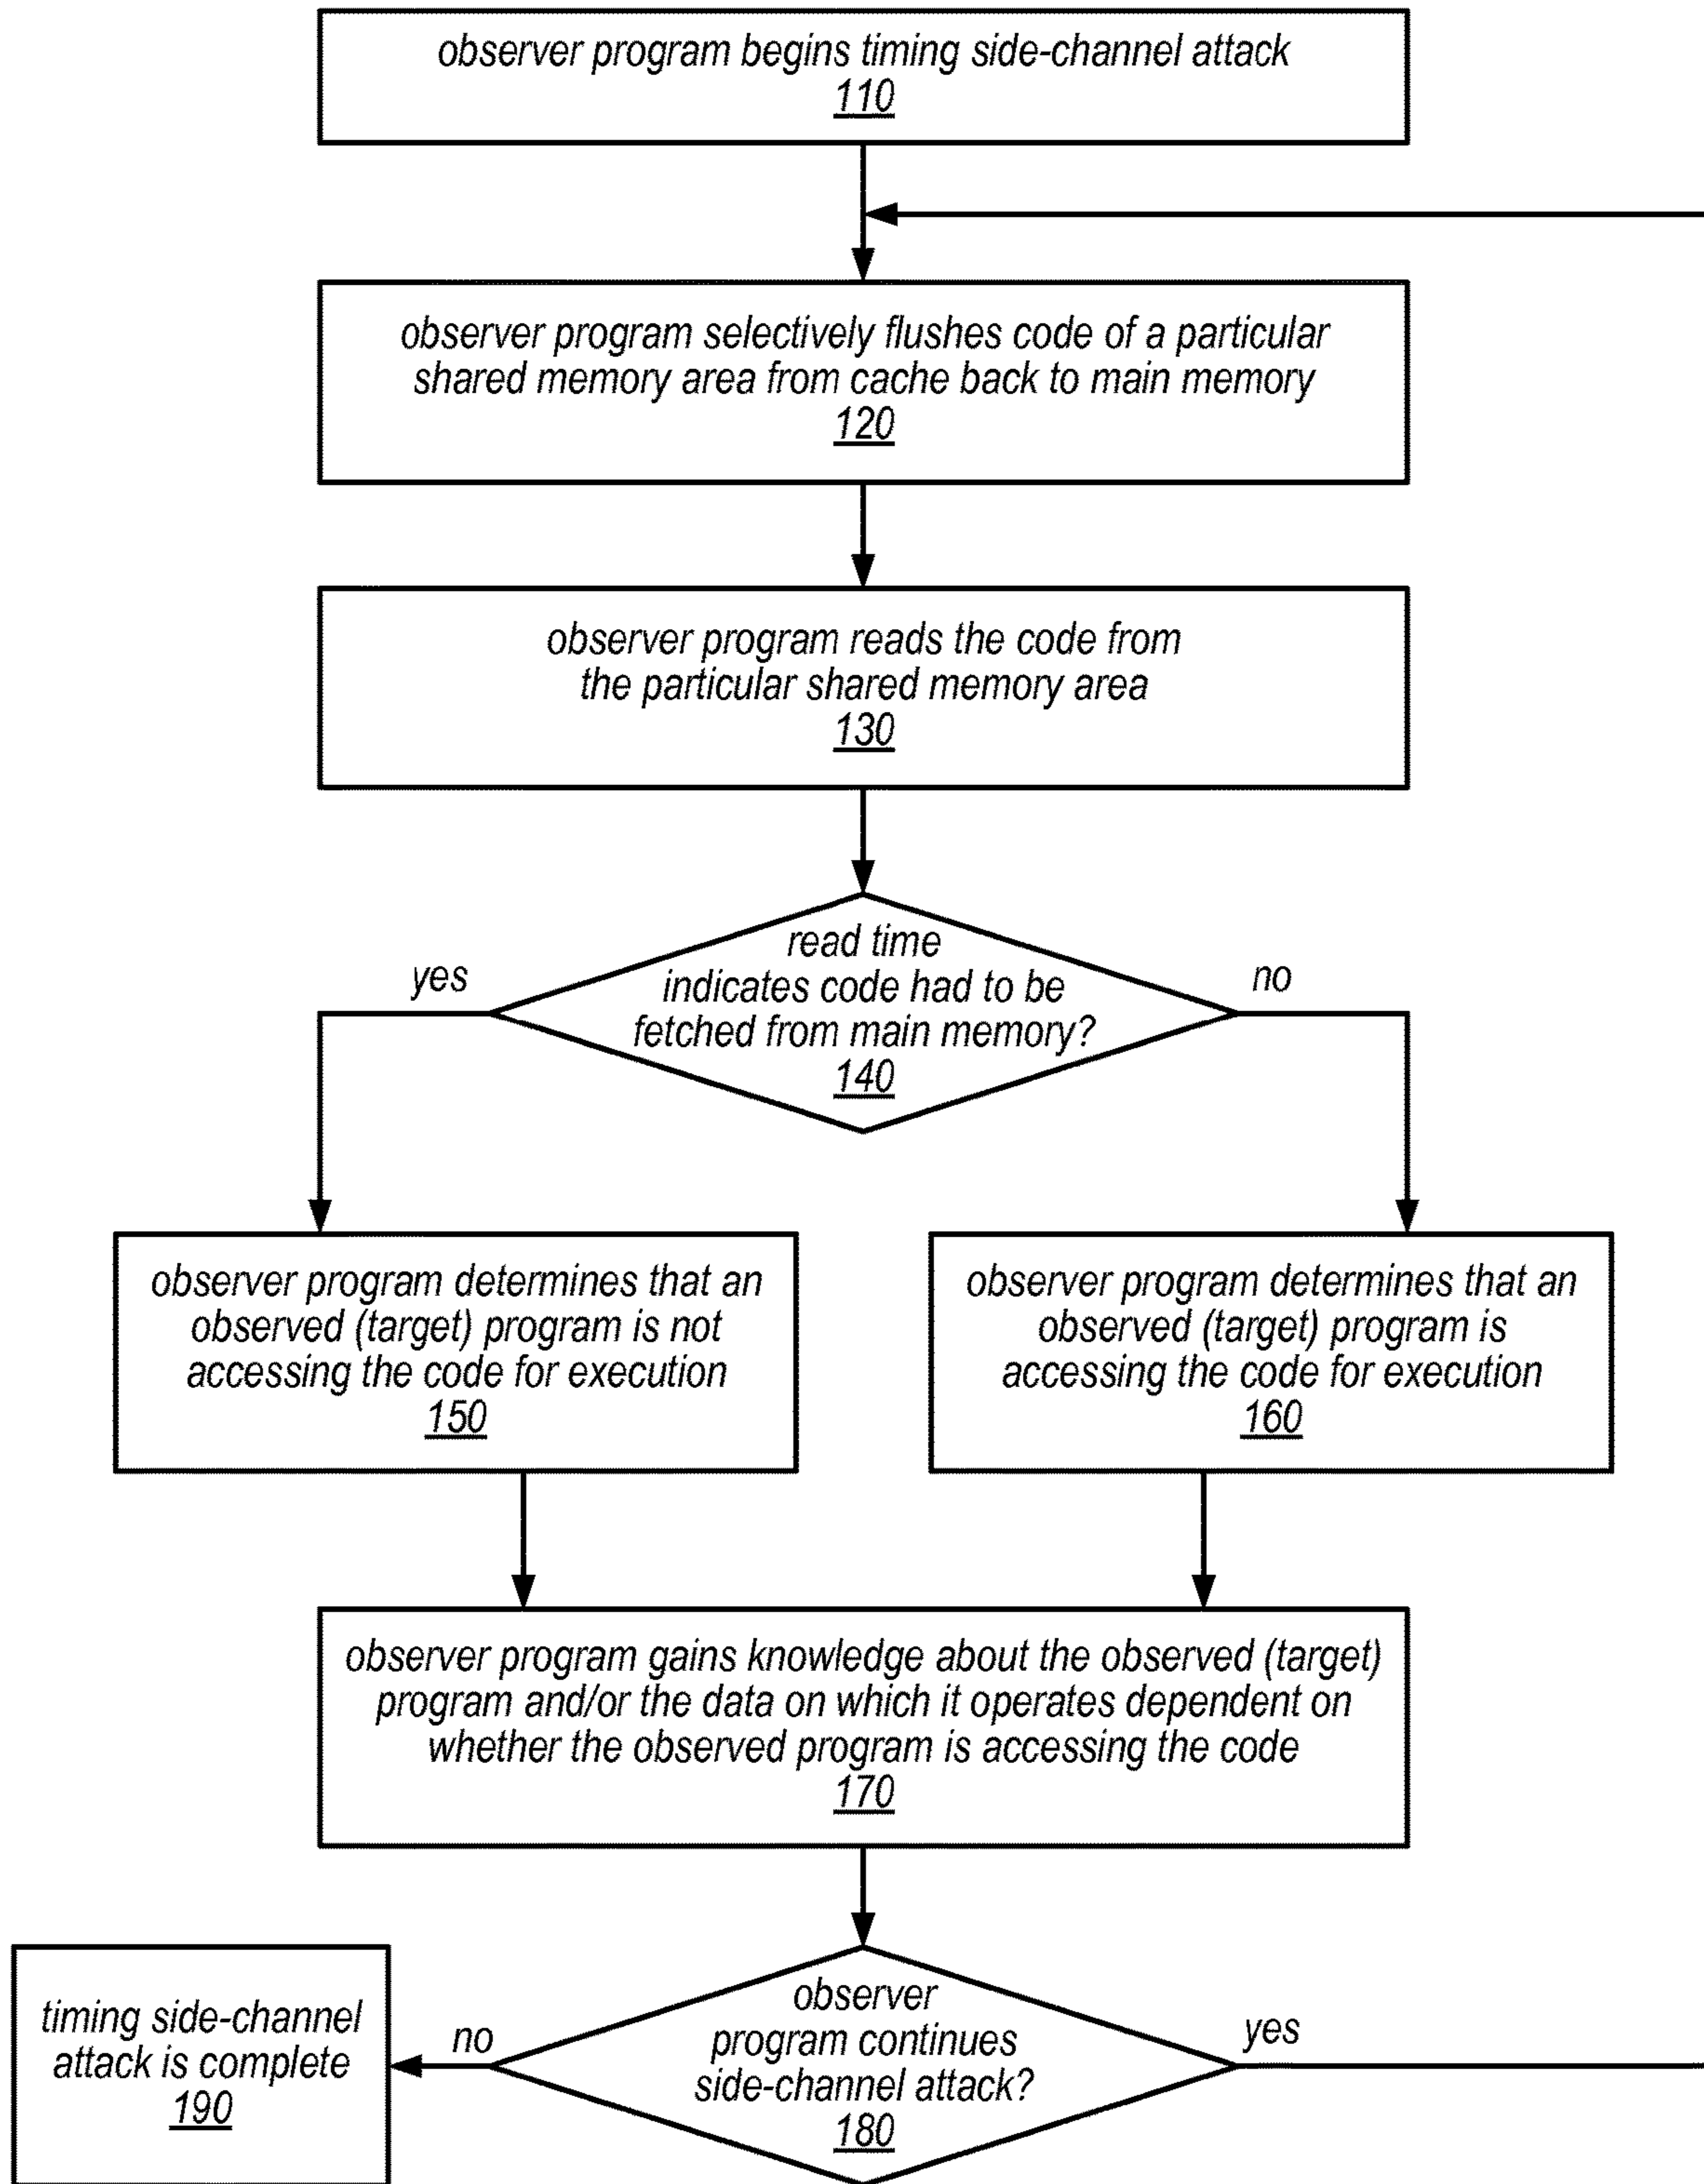 observer program begins timing side-channel attack
110
observer program selectively flushes code of a particular
shared memory area from cache back to main memory
120
observer program reads the code from
the particular shared memory area
130
read time
indicates code had to be
fetched from main memory?
140
yes
no
observer program determines that an
observed (target) program is not
accessing the code for execution
150
observer program determines that an
observed (target) program is
accessing the code for execution
160
observer program gains knowledge about the observed (target)
program and/or the data on which it operates dependent on
whether the observed program is accessing the code
170
observer
program continues
side-channel attack?
180
no
yes
timing side-channel
attack is complete
190